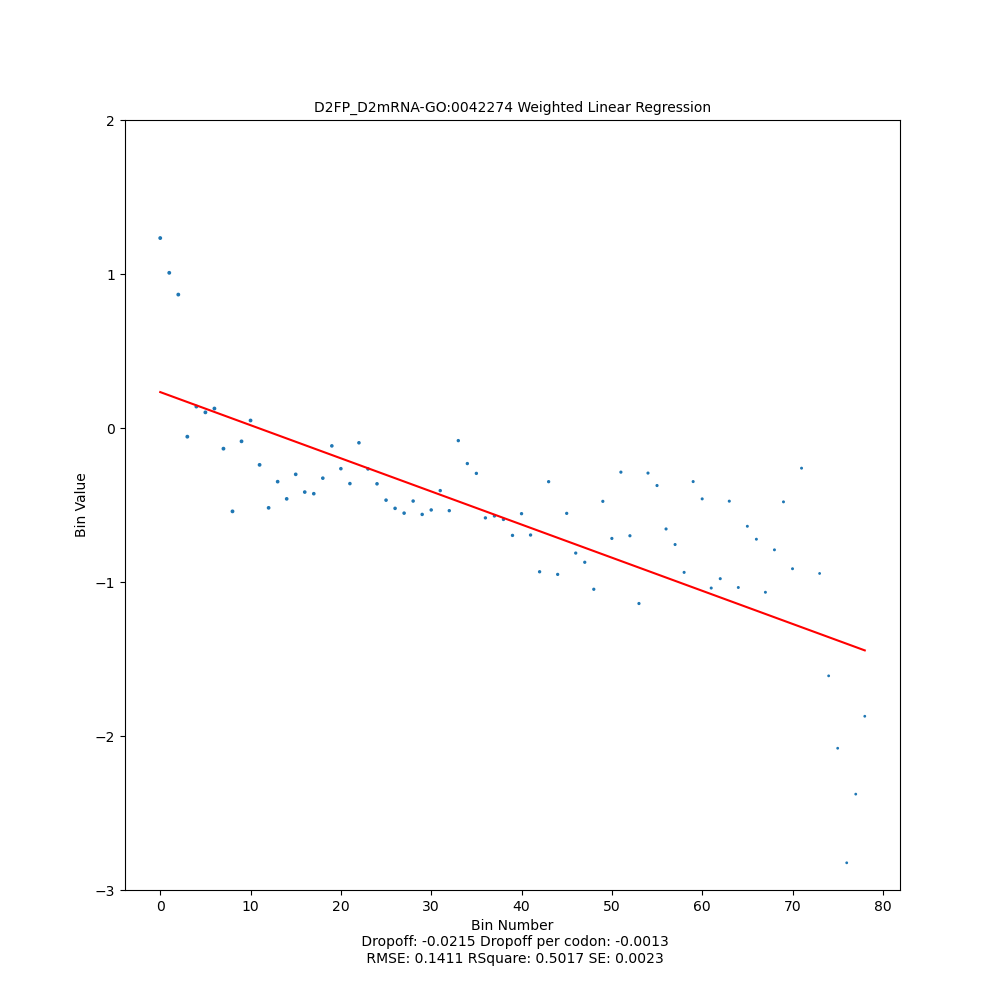 D2FP_D2mRNA-GO:0042274 Weighted Linear Regression
2
1
0
−1
−2
−3
Bin Value
0 10 20 30 40 50 60 70 80
Bin Number
Dropoff: -0.0215 Dropoff per codon: -0.0013
RMSE: 0.1411 RSquare: 0.5017 SE: 0.0023